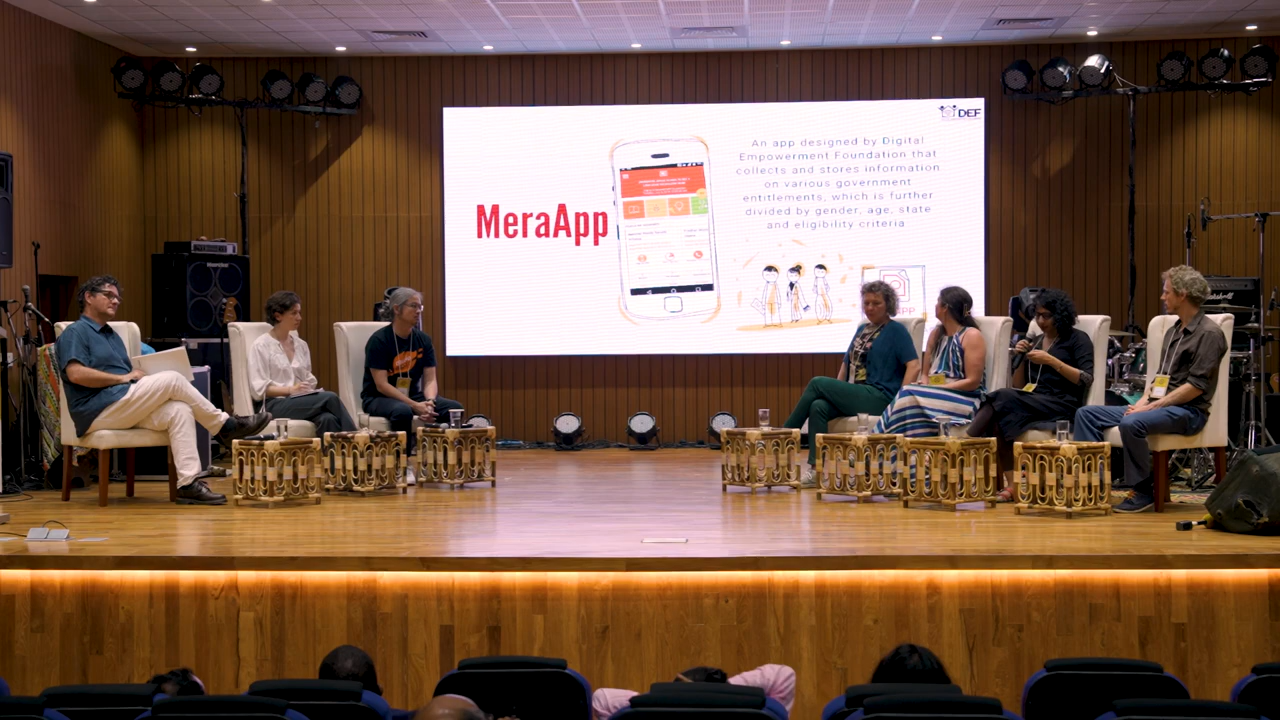 DEF
An app designed by Digital
Empowerment Foundation that
collects and stores information
on various government
entitlements, which is further
divided by gender, age, state
and eligibility criteria
MeraApp